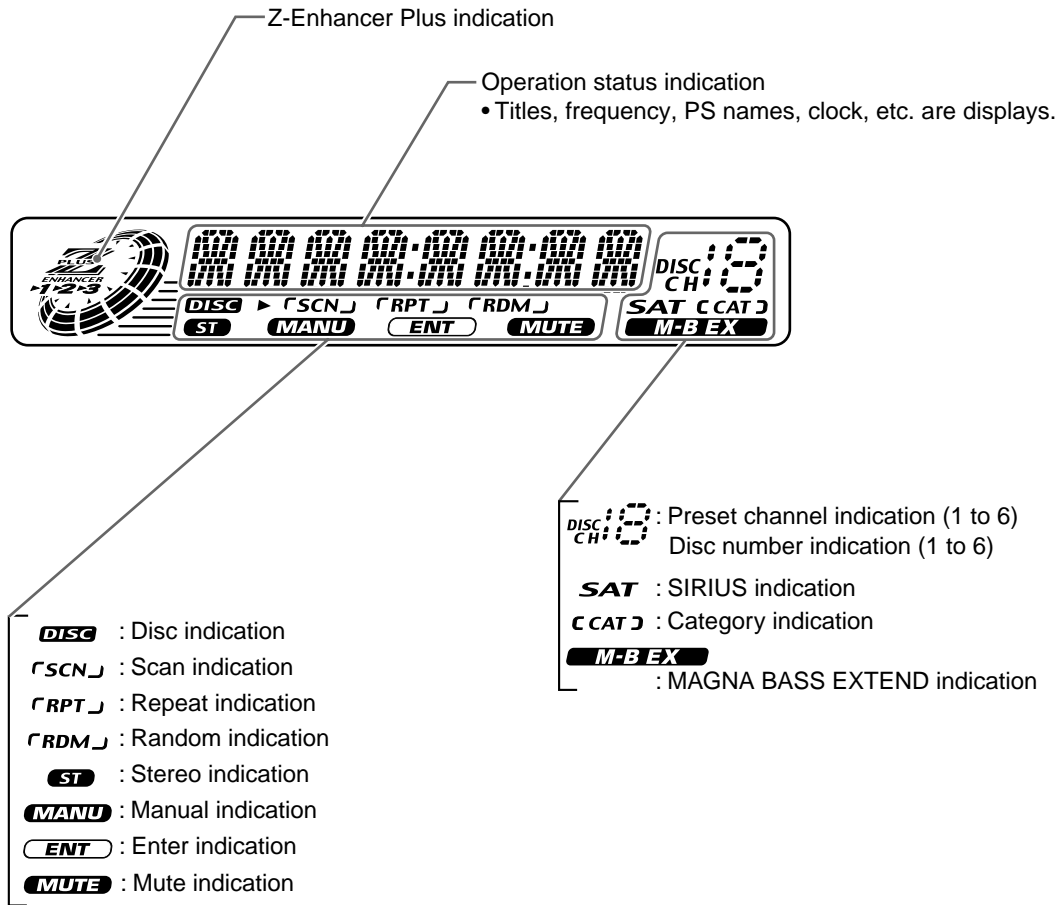 Z-Enhancer Plus indication
Operation status indication
• Titles, frequency, PS names, clock, etc. are displays.
Z
PLUS
ENHANCER
1 2 3
DISC
CH
18
DISC SCN RPT RDM
SAT CAT
ST MANU ENT MUTE
M-B EX
DISC CH 18 : Preset channel indication (1 to 6)
Disc number indication (1 to 6)
SAT : SIRIUS indication
CAT : Category indication
M-B EX
: MAGNA BASS EXTEND indication
DISC : Disc indication
SCN : Scan indication
RPT : Repeat indication
RDM : Random indication
ST : Stereo indication
MANU : Manual indication
ENT : Enter indication
MUTE : Mute indication